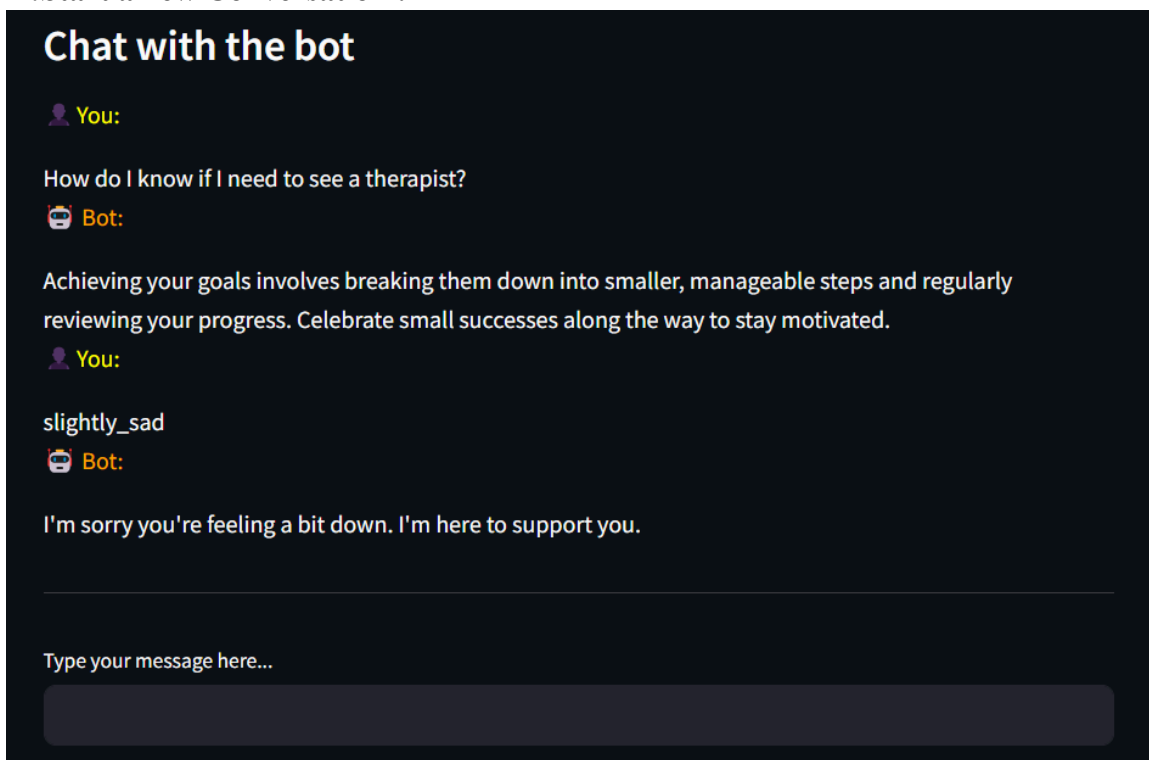 Chat with the bot
You:
How do I know if I need to see a therapist?
Bot:
Achieving your goals involves breaking them down into smaller, manageable steps and regularly
reviewing your progress. Celebrate small successes along the way to stay motivated.
You:
slightly_sad
Bot:
I'm sorry you're feeling a bit down. I'm here to support you.
Type your message here...